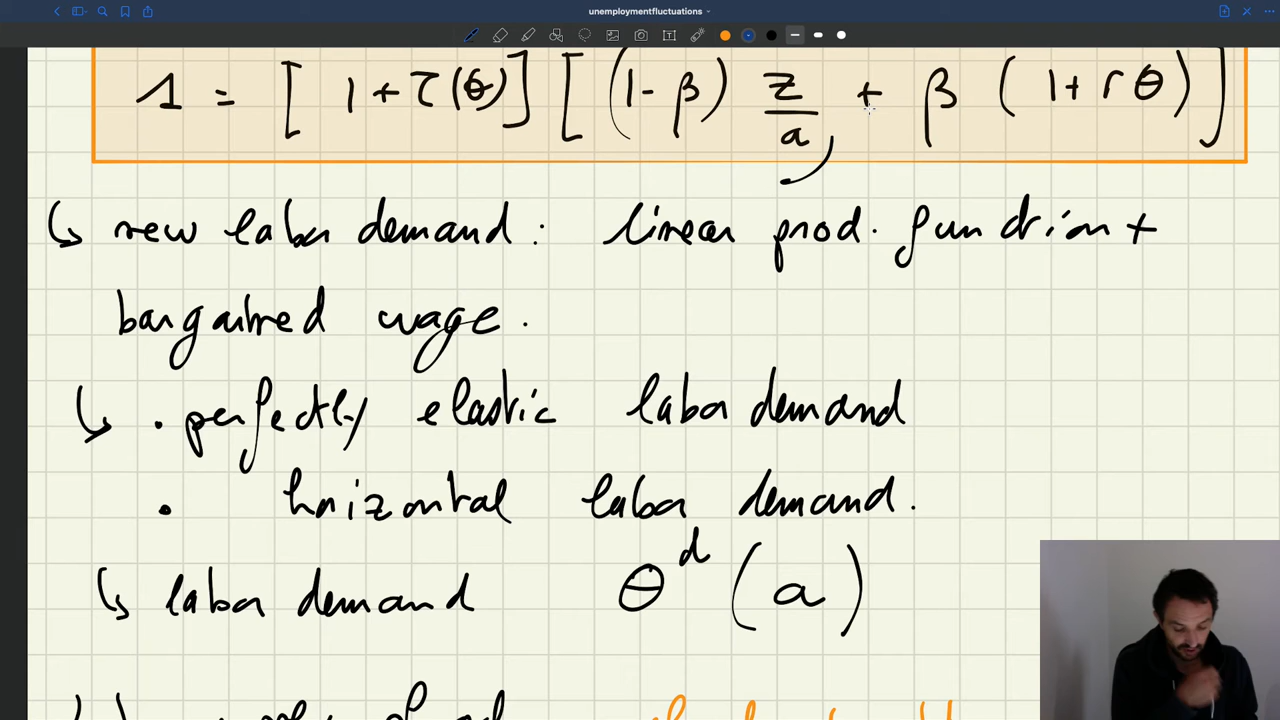 unemploymentfluctuations
1 = [ 1 + τ(θ)] [ (1 - β) z/a + β ( 1 + r θ) ]
↳ new labor demand : linear prod. function +
bargained wage .
↳ . perfectly elastic labor demand
. horizontal labor demand .
↳ labor demand θ^d (a)